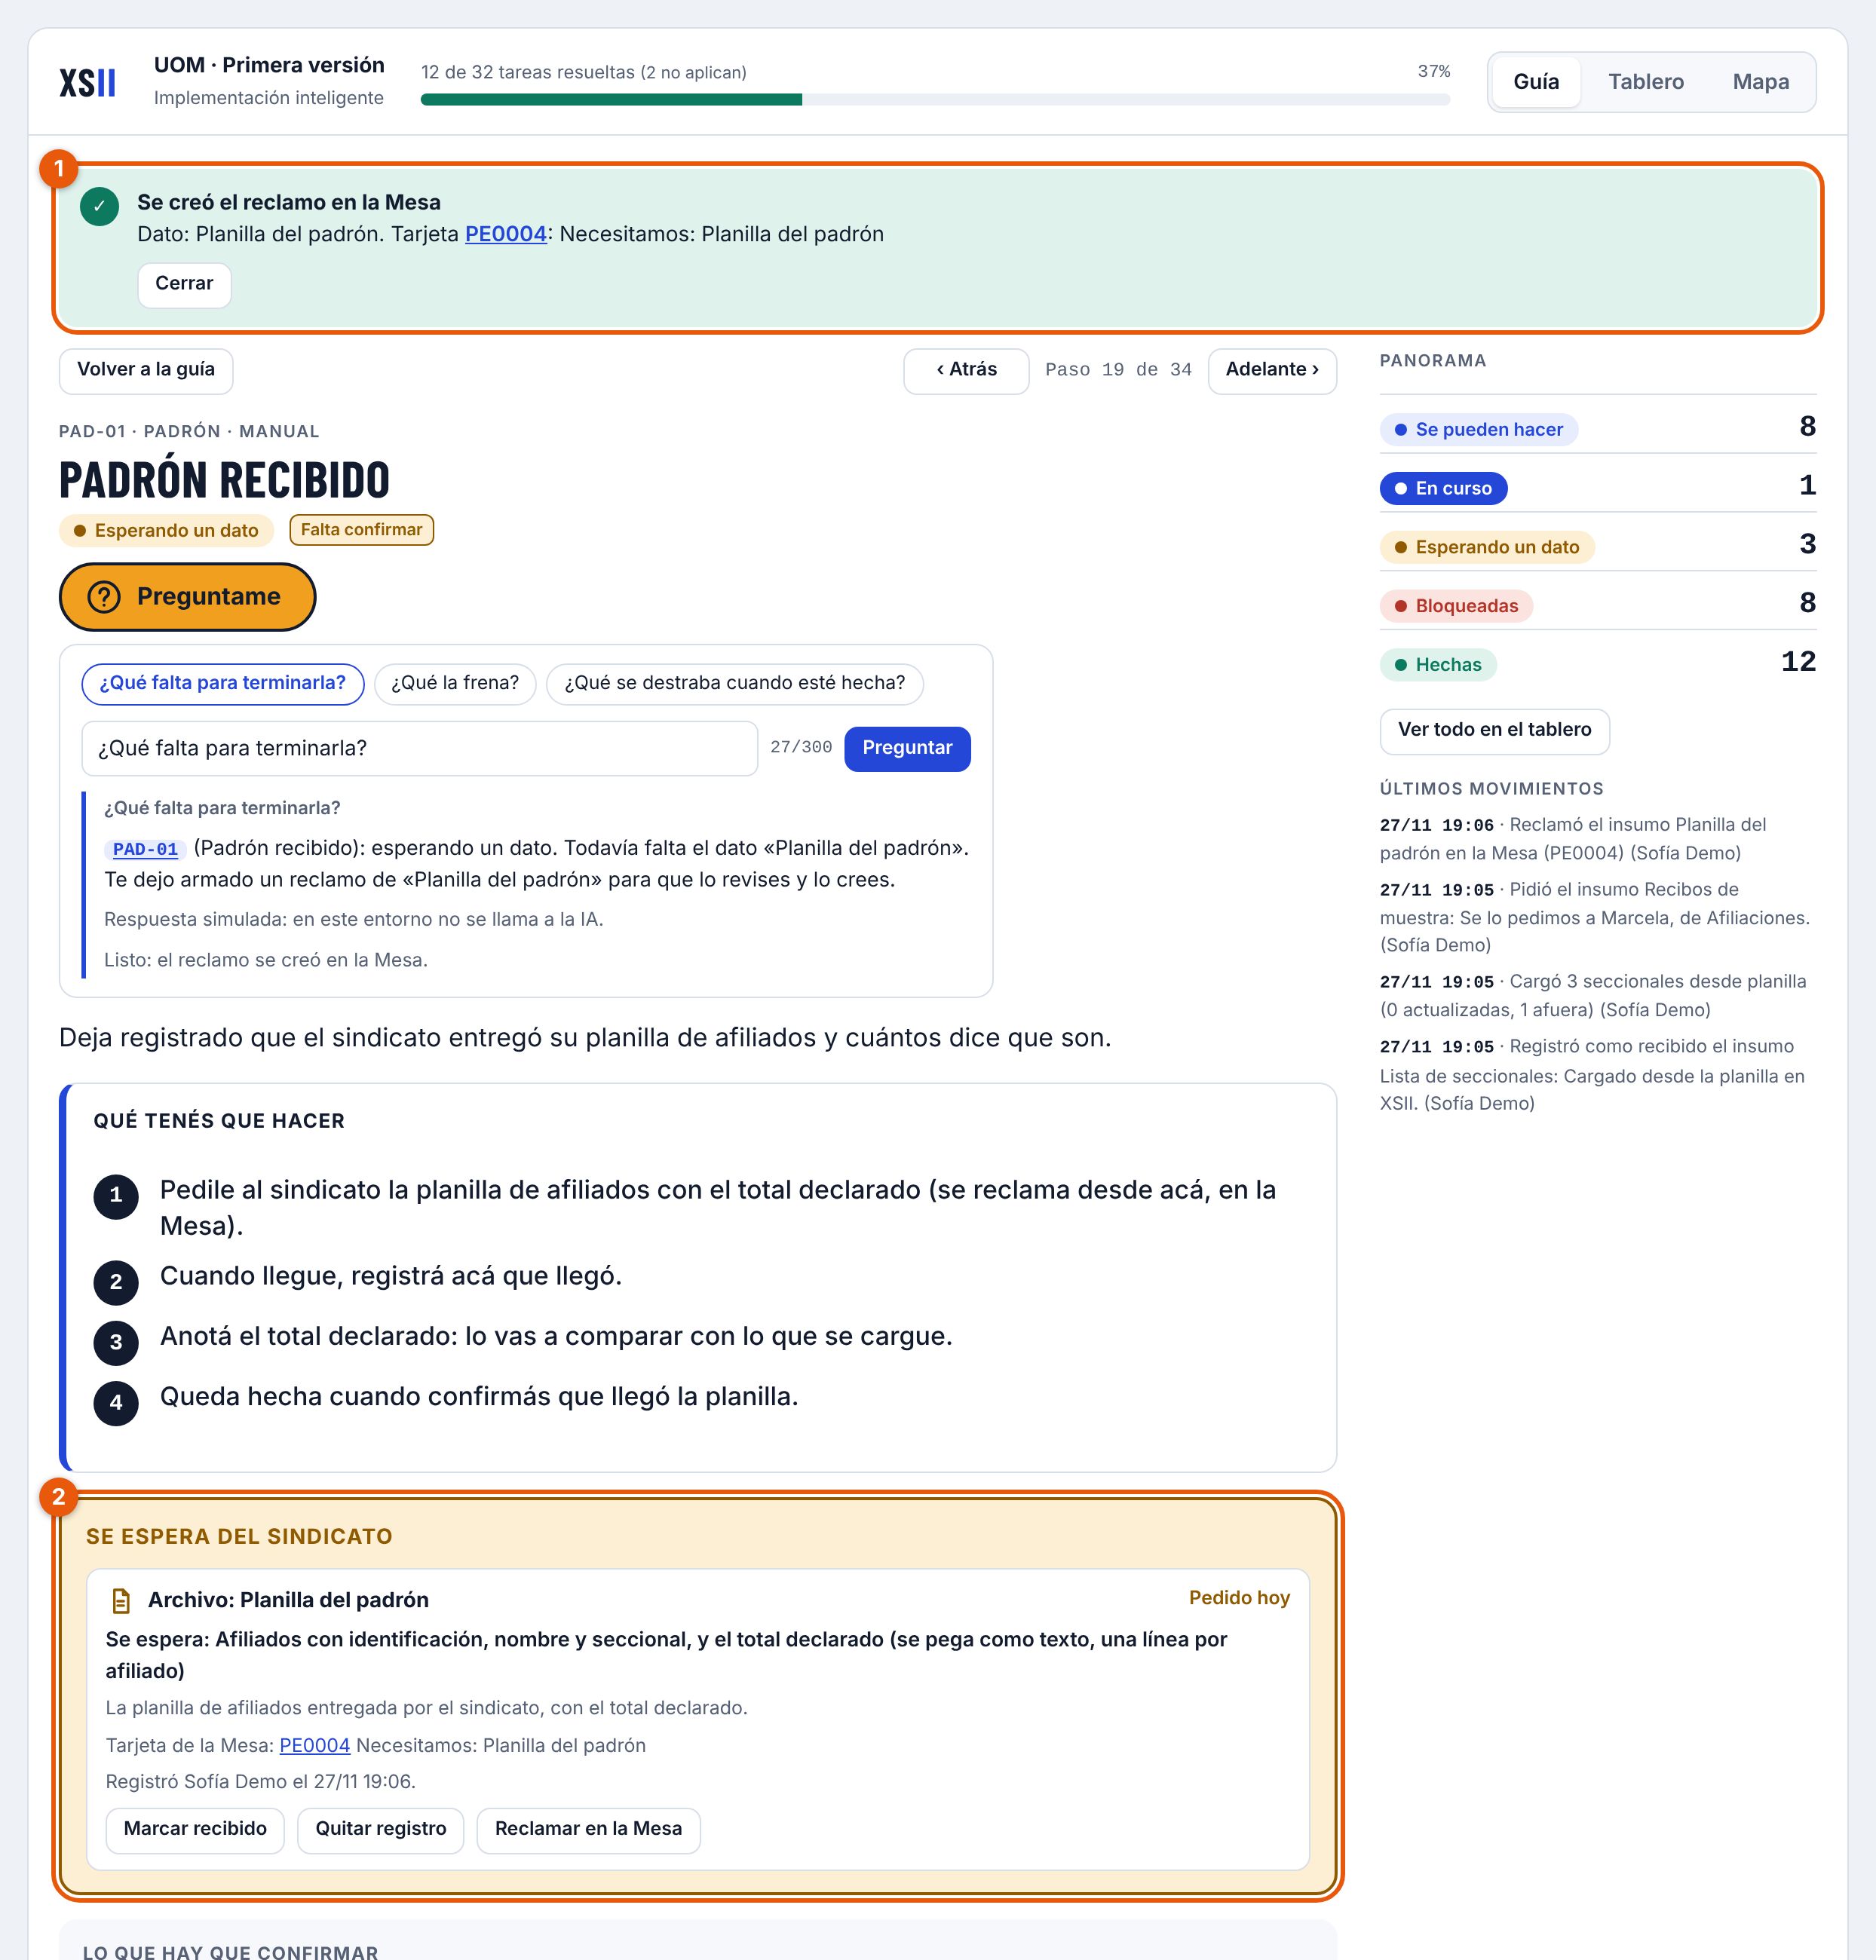 XSII
UOM · Primera versión
Implementación inteligente
12 de 32 tareas resueltas (2 no aplican)
37%
Guía
Tablero
Mapa
1
✓
Se creó el reclamo en la Mesa
Dato: Planilla del padrón. Tarjeta PE0004: Necesitamos: Planilla del padrón
Cerrar
Volver a la guía
‹ Atrás
Paso 19 de 34
Adelante ›
PAD-01 · PADRÓN · MANUAL
PADRÓN RECIBIDO
Esperando un dato
Falta confirmar
? Preguntame
¿Qué falta para terminarla?
¿Qué la frena?
¿Qué se destraba cuando esté hecha?
¿Qué falta para terminarla?
27/300
Preguntar
¿Qué falta para terminarla?
PAD-01 (Padrón recibido): esperando un dato. Todavía falta el dato «Planilla del padrón».
Te dejo armado un reclamo de «Planilla del padrón» para que lo revises y lo crees.
Respuesta simulada: en este entorno no se llama a la IA.
Listo: el reclamo se creó en la Mesa.
Deja registrado que el sindicato entregó su planilla de afiliados y cuántos dice que son.
QUÉ TENÉS QUE HACER
1 Pedile al sindicato la planilla de afiliados con el total declarado (se reclama desde acá, en la
Mesa).
2 Cuando llegue, registrá acá que llegó.
3 Anotá el total declarado: lo vas a comparar con lo que se cargue.
4 Queda hecha cuando confirmás que llegó la planilla.
2
SE ESPERA DEL SINDICATO
Archivo: Planilla del padrón
Pedido hoy
Se espera: Afiliados con identificación, nombre y seccional, y el total declarado (se pega como texto, una línea por
afiliado)
La planilla de afiliados entregada por el sindicato, con el total declarado.
Tarjeta de la Mesa: PE0004 Necesitamos: Planilla del padrón
Registró Sofía Demo el 27/11 19:06.
Marcar recibido
Quitar registro
Reclamar en la Mesa
LO QUE HAY QUE CONFIRMAR
PANORAMA
Se pueden hacer 8
En curso 1
Esperando un dato 3
Bloqueadas 8
Hechas 12
Ver todo en el tablero
ÚLTIMOS MOVIMIENTOS
27/11 19:06 · Reclamó el insumo Planilla del
padrón en la Mesa (PE0004) (Sofía Demo)
27/11 19:05 · Pidió el insumo Recibos de
muestra: Se lo pedimos a Marcela, de Afiliaciones.
(Sofía Demo)
27/11 19:05 · Cargó 3 seccionales desde planilla
(0 actualizadas, 1 afuera) (Sofía Demo)
27/11 19:05 · Registró como recibido el insumo
Lista de seccionales: Cargado desde la planilla en
XSII. (Sofía Demo)